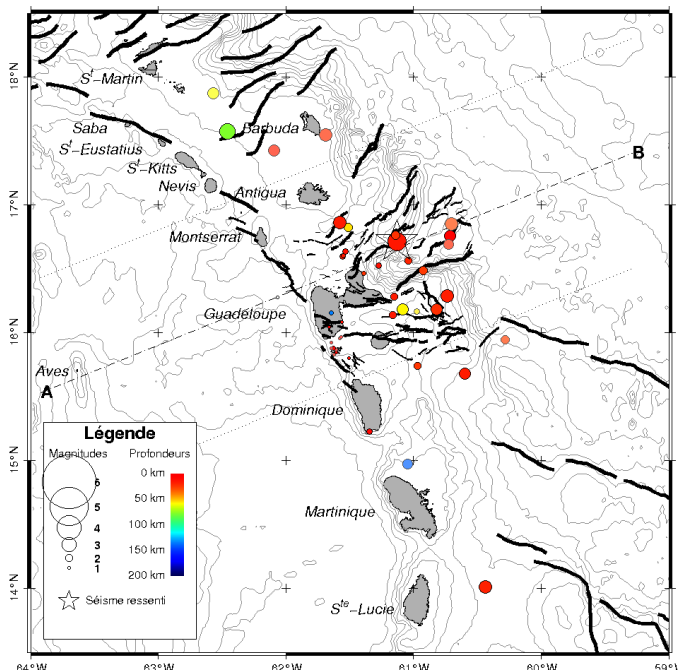 18°N
Sᵗ-Martin
Saba
Barbuda
Sᵗ-Eustatius
B
Sᵗ-Kitts
Nevis
Antigua
17°N
Montserrat
Guadeloupe
16°N
Aves
A
Dominique
Légende
Magnitudes
Profondeurs
6
5
4
3
2
1
0 km
50 km
100 km
150 km
200 km
Séisme ressenti
15°N
Martinique
14°N
Sᵗᵉ-Lucie
64°W
63°W
62°W
61°W
60°W
59°W